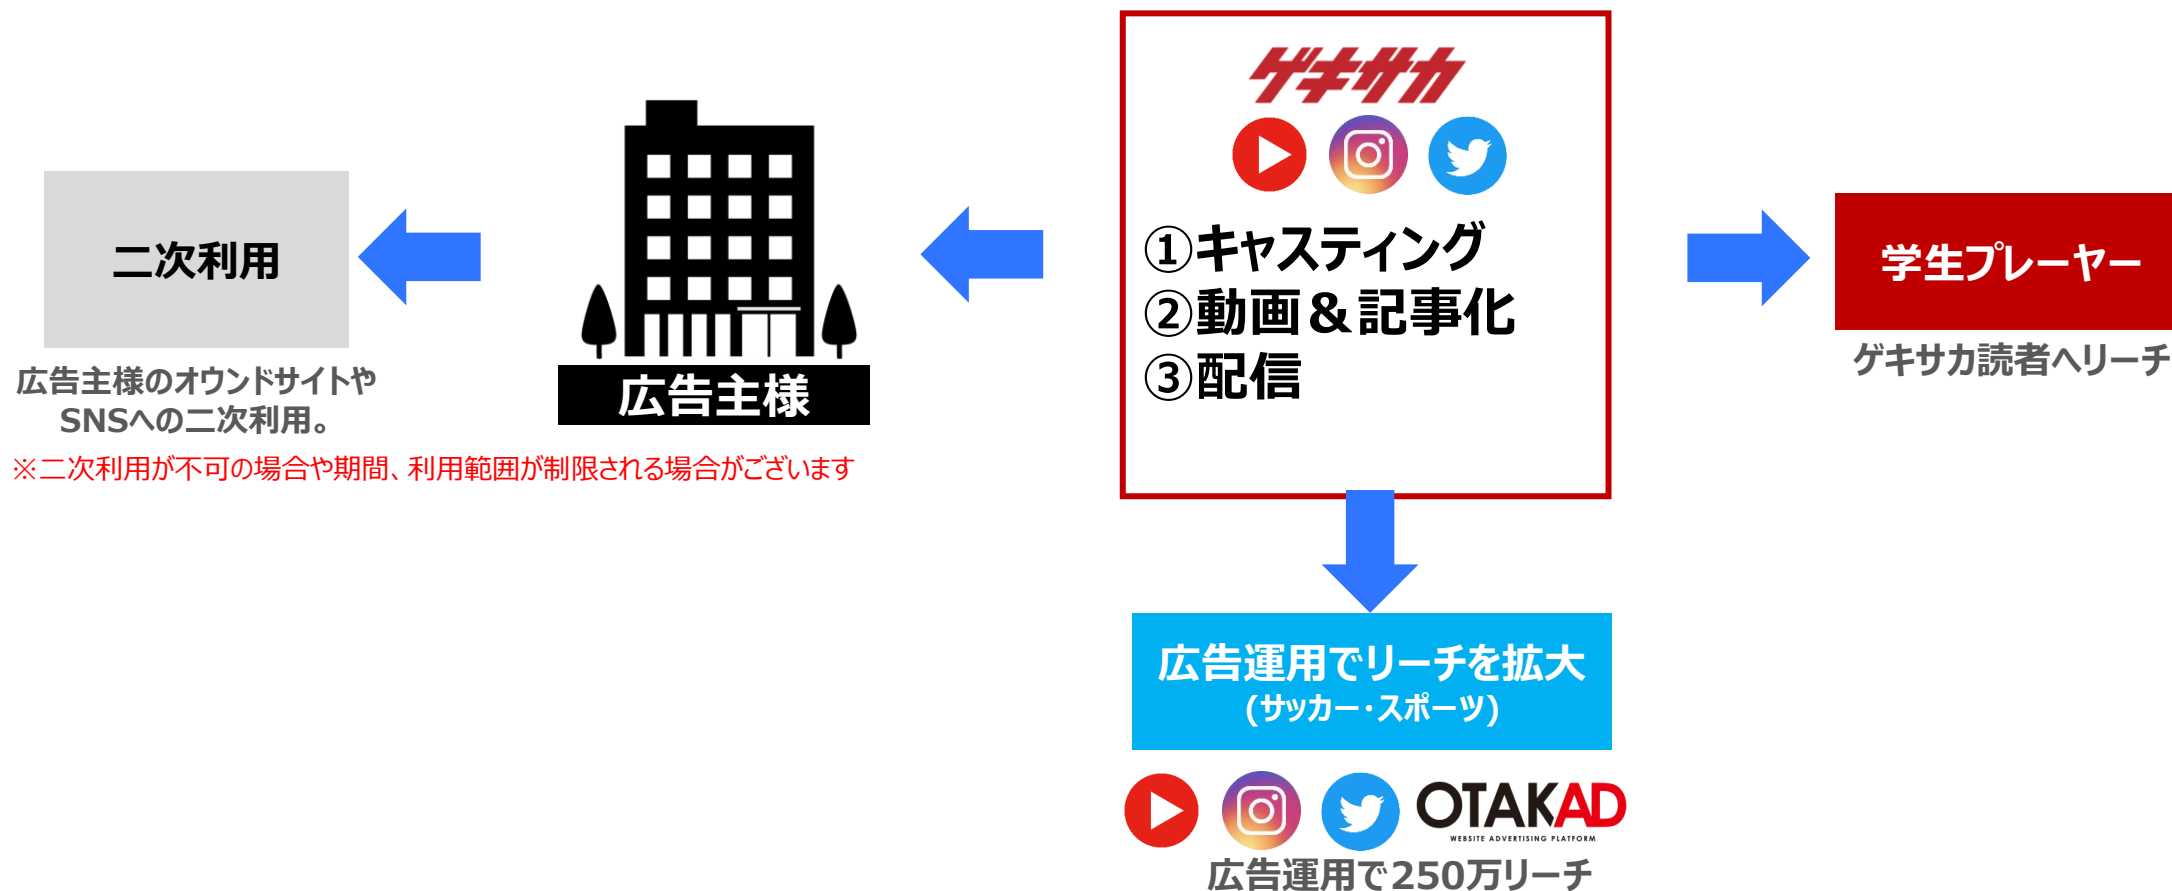 ゲキサカ
①キャスティング
②動画＆記事化
③配信
二次利用
広告主様のオウンドサイトや
SNSへの二次利用。
※二次利用が不可の場合や期間、利用範囲が制限される場合がございます
広告主様
学生プレーヤー
ゲキサカ読者へリーチ
広告運用でリーチを拡大
(サッカー・スポーツ)
OTAKAD
WEBSITE ADVERTISING PLATFORM
広告運用で250万リーチ